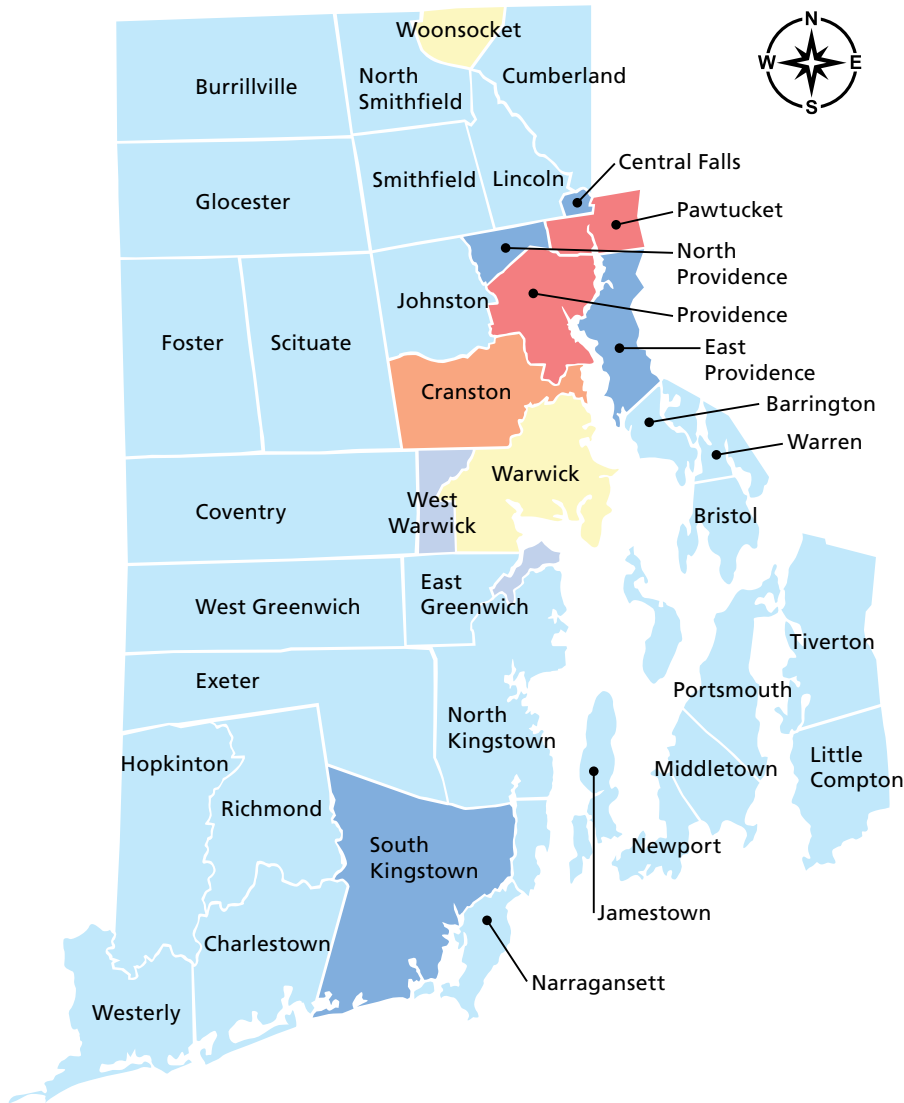 N
W E
S
Woonsocket
Burrillville
North
Smithfield
Cumberland
Central Falls
Smithfield
Lincoln
Glocester
Pawtucket
North
Providence
Johnston
Providence
Foster
Scituate
East
Providence
Cranston
Barrington
Warren
Warwick
Coventry
West
Warwick
Bristol
East
Greenwich
West Greenwich
Tiverton
Exeter
Portsmouth
North
Kingstown
Hopkinton
Middletown
Little
Compton
Richmond
South
Kingstown
Newport
Jamestown
Charlestown
Narragansett
Westerly